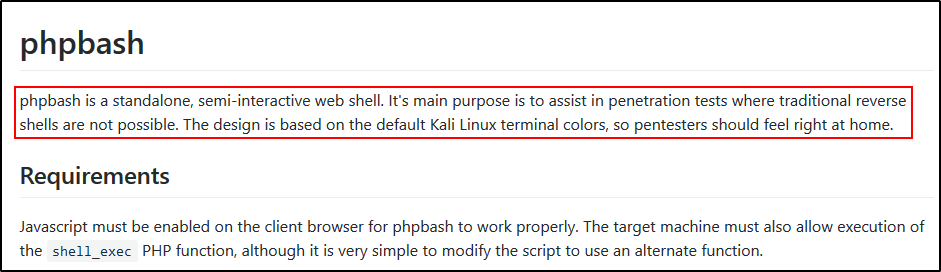 phpbash
phpbash is a standalone, semi-interactive web shell. It's main purpose is to assist in penetration tests where traditional reverse
shells are not possible. The design is based on the default Kali Linux terminal colors, so pentesters should feel right at home.
Requirements
Javascript must be enabled on the client browser for phpbash to work properly. The target machine must also allow execution of
the shell_exec PHP function, although it is very simple to modify the script to use an alternate function.